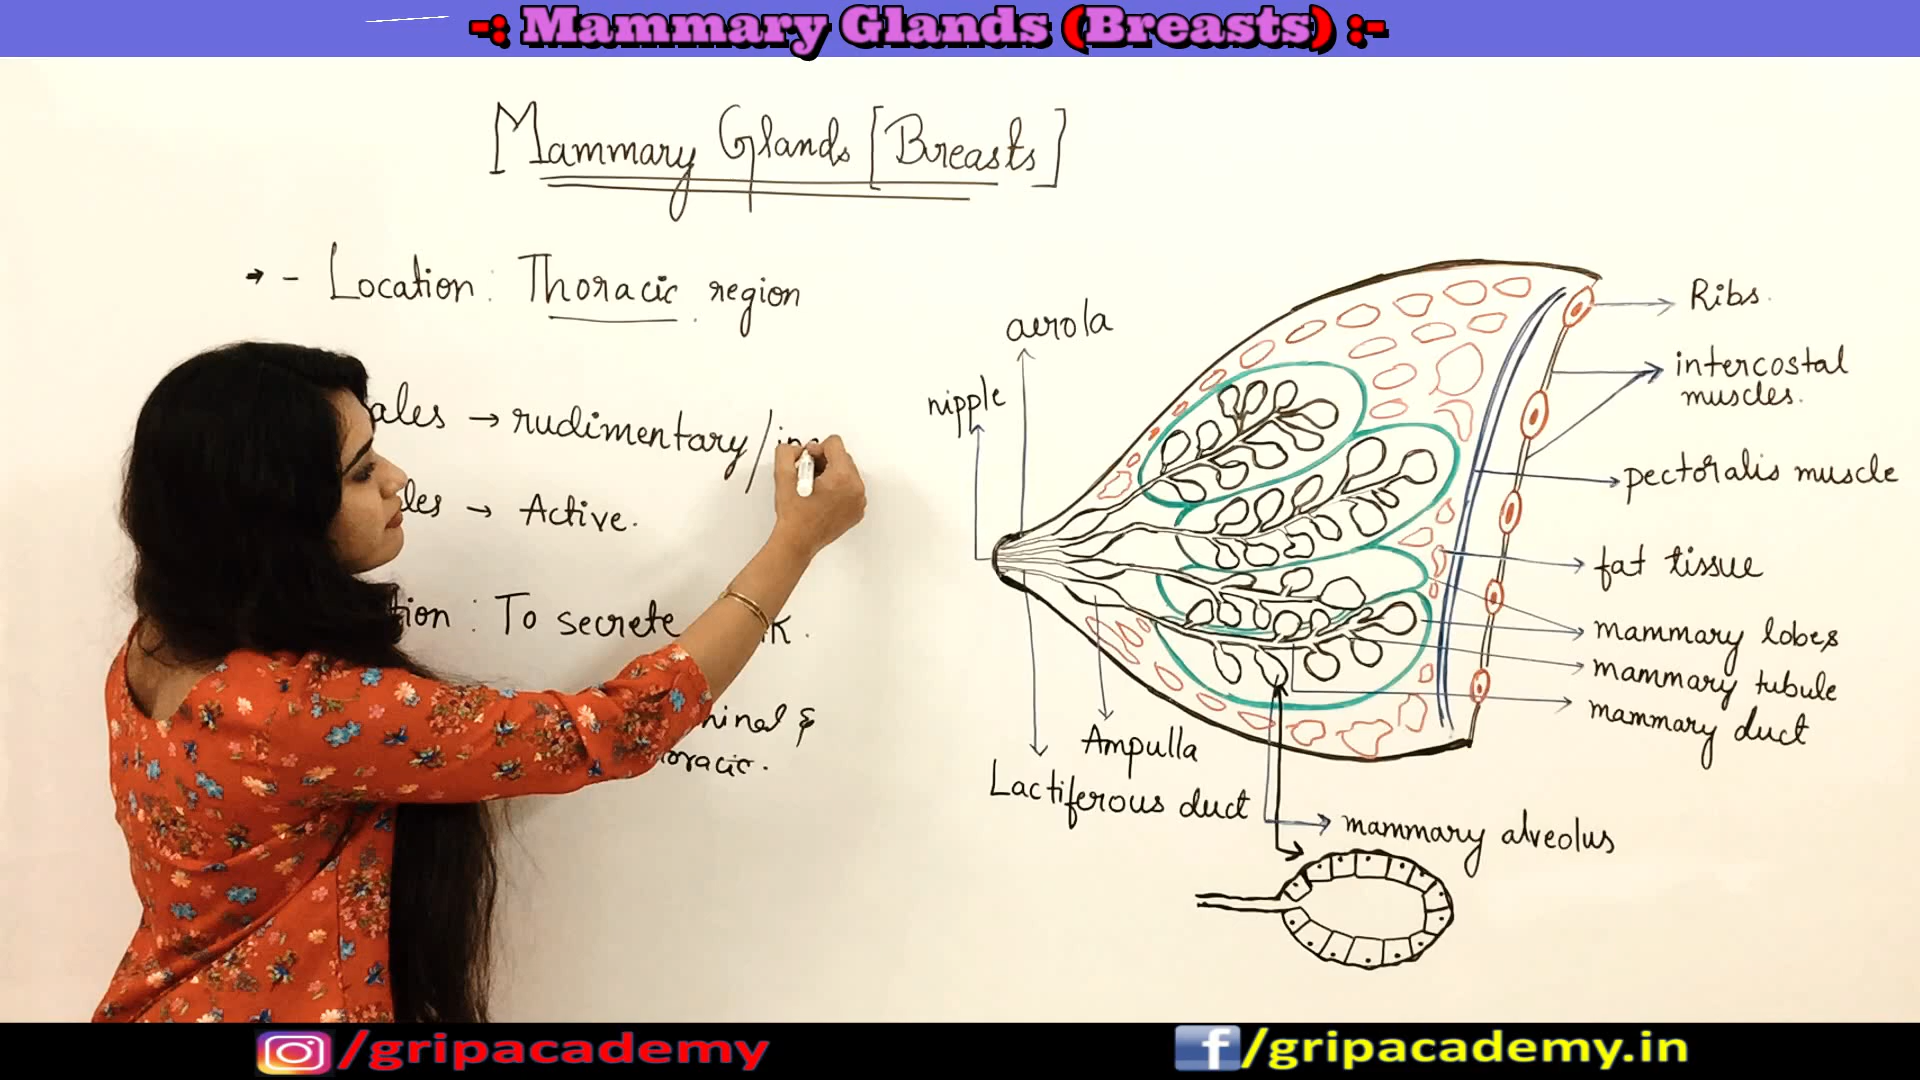 -: Mammary Glands (Breasts) :-
Mammary Glands [Breasts]
→ - Location : Thoracic region
ales → rudimentary /
les → Active.
tion : To secrete K.
minal &
oracic.
aerola
nipple
Ribs.
intercostal
muscles.
pectoralis muscle
fat tissue
mammary lobes
mammary tubule
mammary duct
Ampulla
Lactiferous duct
mammary alveolus
/gripacademy
f/gripacademy.in